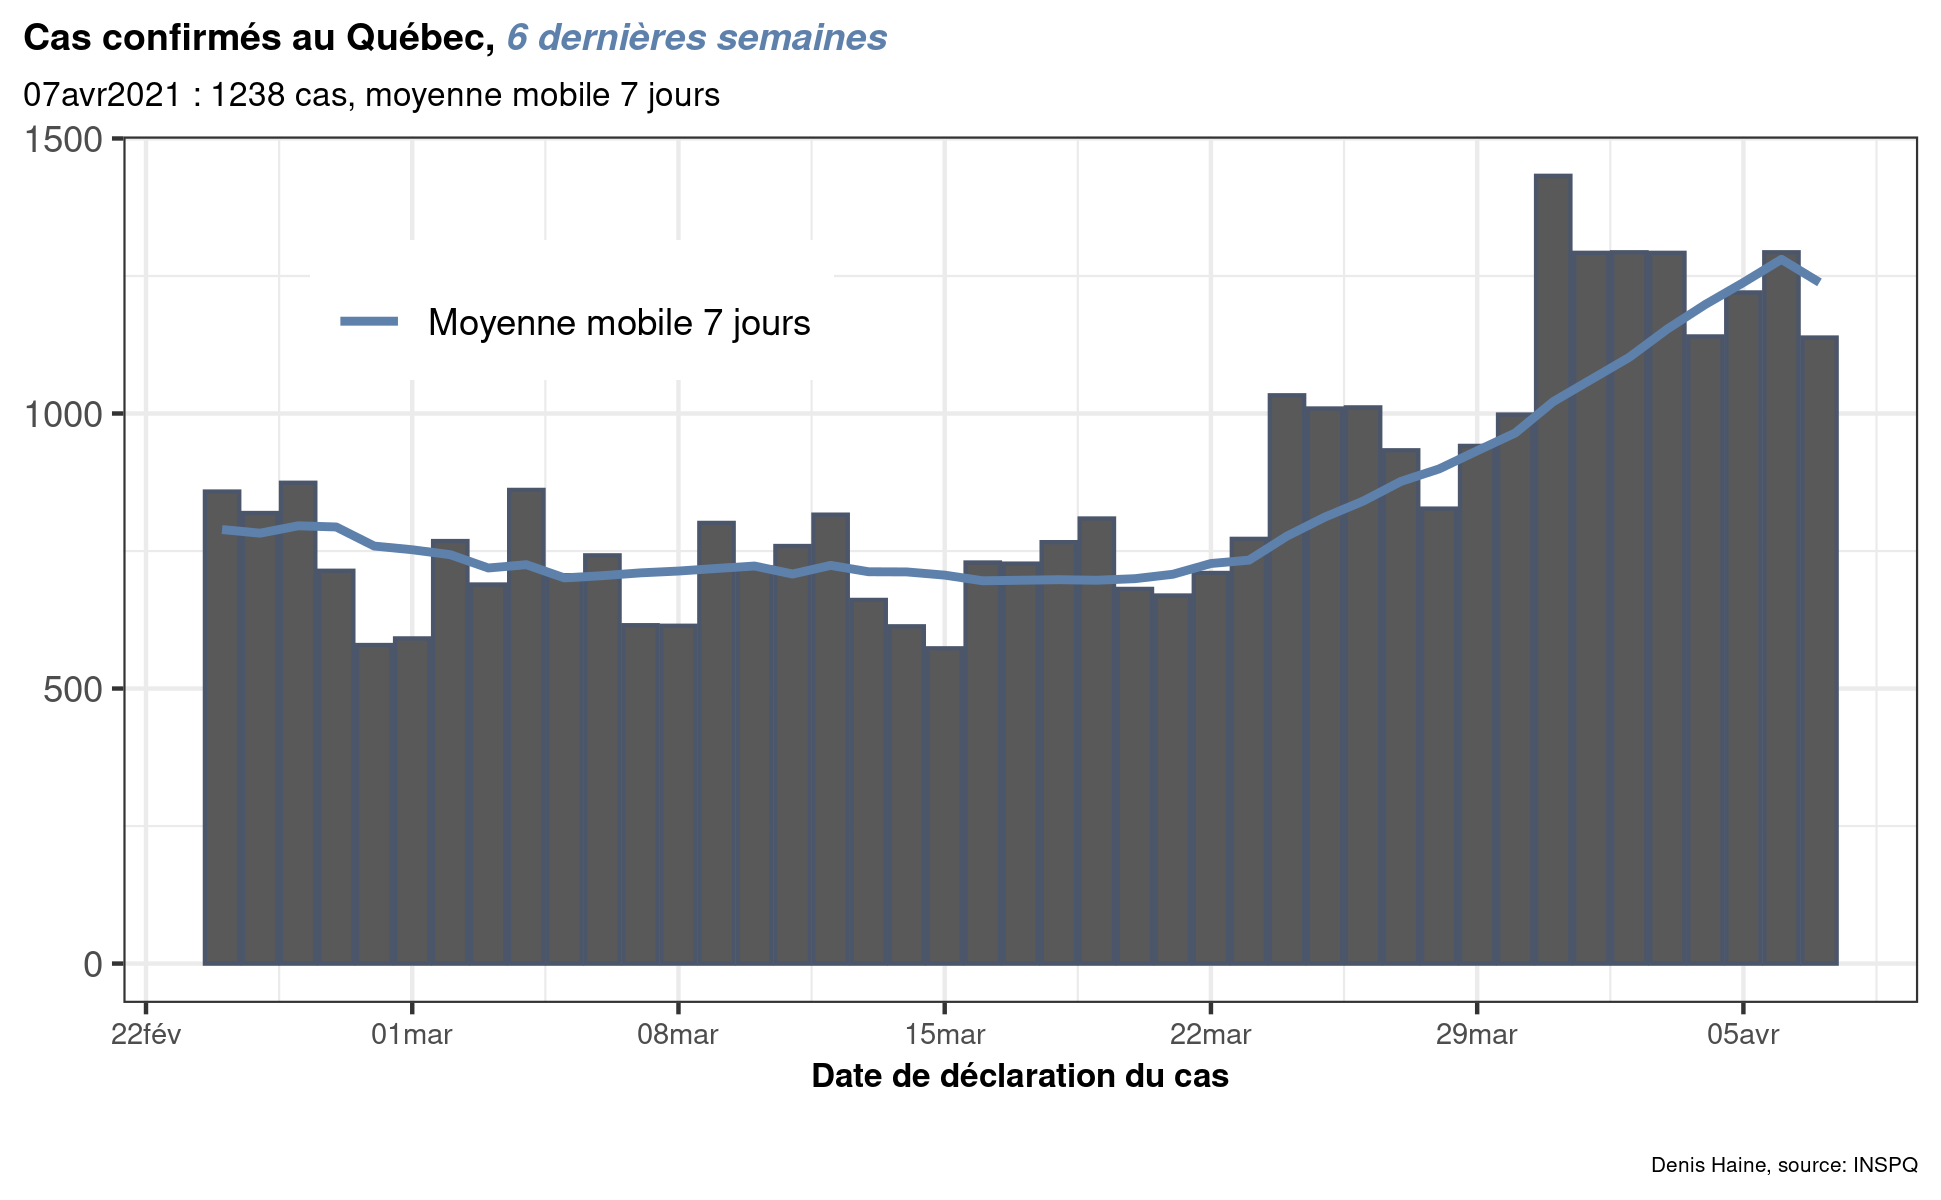 Cas confirmés au Québec, 6 dernières semaines
07avr2021 : 1238 cas, moyenne mobile 7 jours
1500
1000
500
0
Moyenne mobile 7 jours
22fév 01mar 08mar 15mar 22mar 29mar 05avr
Date de déclaration du cas
Denis Haine, source: INSPQ